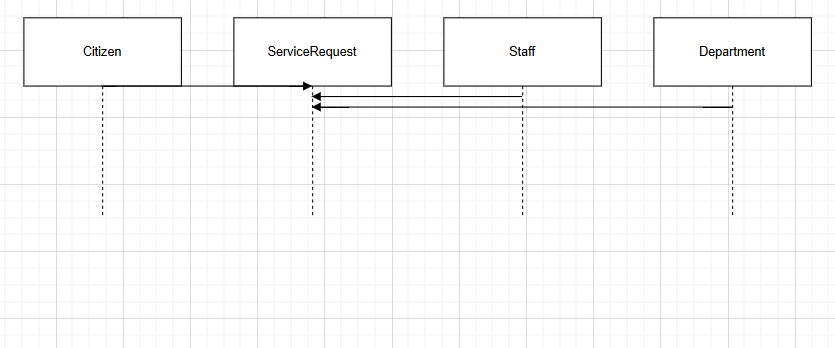 Citizen
ServiceRequest
Staff
Department